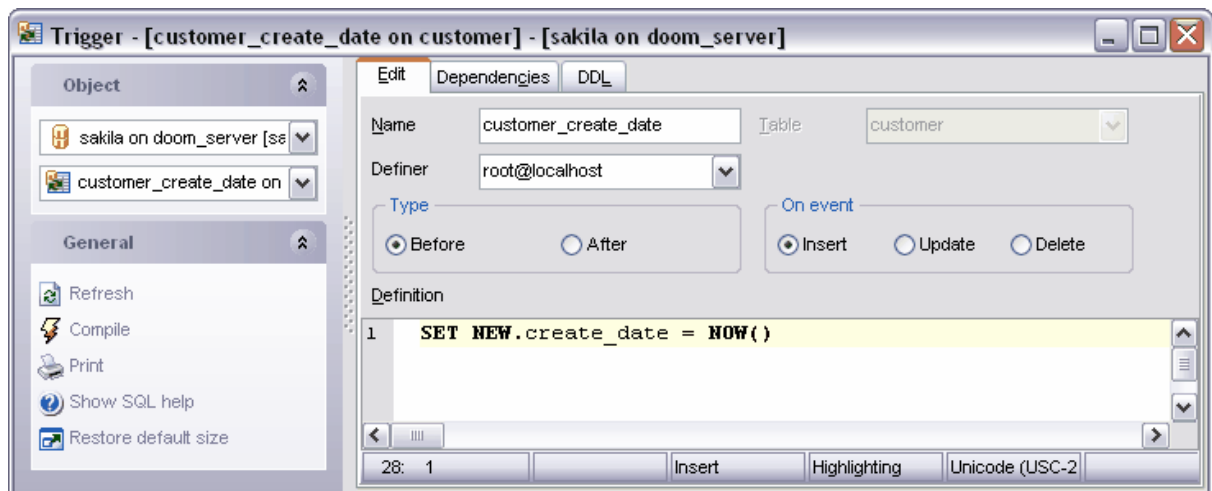 Trigger - [customer_create_date on customer] - [sakila on doom_server]
Object
sakila on doom_server [sa
customer_create_date on
General
Refresh
Compile
Print
Show SQL help
Restore default size
Edit Dependencies DDL
Name customer_create_date Table customer
Definer root@localhost
Type
Before After
On event
Insert Update Delete
Definition
1 SET NEW.create_date = NOW()
28: 1 Insert Highlighting Unicode (USC-2